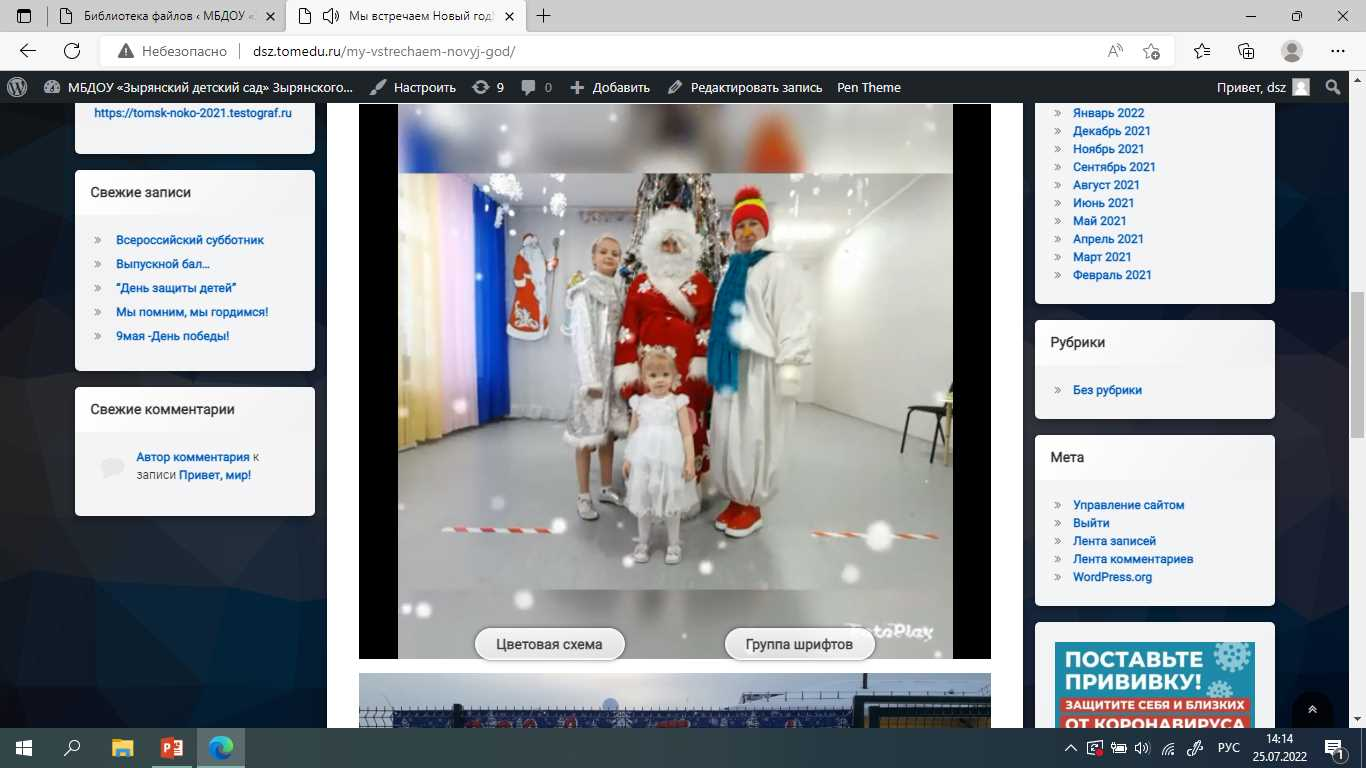 Библиотека файлов ‹ МБДОУ «
Мы встречаем Новый год!
Небезопасно
dsz.tomedu.ru/my-vstrechaem-novyj-god/
МБДОУ «Зырянский детский сад» Зырянского...
Настроить
9
0
Добавить
Редактировать запись
Pen Theme
Привет, dsz
https://tomsk-noko-2021.testograf.ru
Свежие записи
Всероссийский субботник
Выпускной бал...
“День защиты детей”
Мы помним, мы гордимся!
9мая -День победы!
Свежие комментарии
Автор комментария к
записи Привет, мир!
Цветовая схема
Группа шрифтов
Январь 2022
Декабрь 2021
Ноябрь 2021
Сентябрь 2021
Август 2021
Июнь 2021
Май 2021
Апрель 2021
Март 2021
Февраль 2021
Рубрики
Без рубрики
Мета
Управление сайтом
Выйти
Лента записей
Лента комментариев
WordPress.org
ПОСТАВЬТЕ
ПРИВИВКУ!
ЗАЩИТИТЕ СЕБЯ И БЛИЗКИХ
ОТ КОРОНАВИРУСА
РУС
14:14
25.07.2022
1